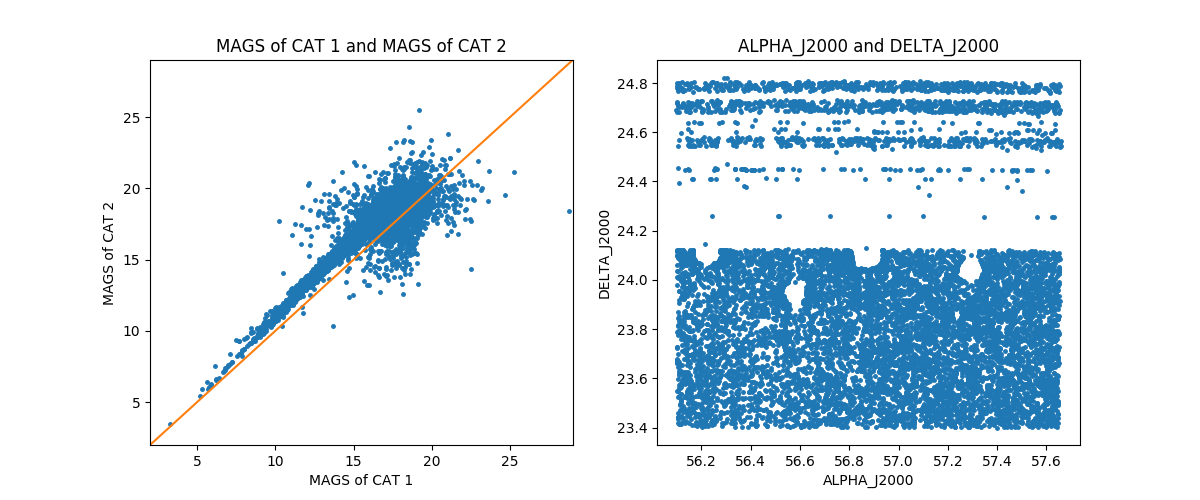 MAGS of CAT 1 and MAGS of CAT 2
25
20
15
10
5
MAGS of CAT 2
5 10 15 20 25
MAGS of CAT 1
ALPHA_J2000 and DELTA_J2000
24.8
24.6
24.4
24.2
24.0
23.8
23.6
23.4
DELTA_J2000
56.2 56.4 56.6 56.8 57.0 57.2 57.4 57.6
ALPHA_J2000